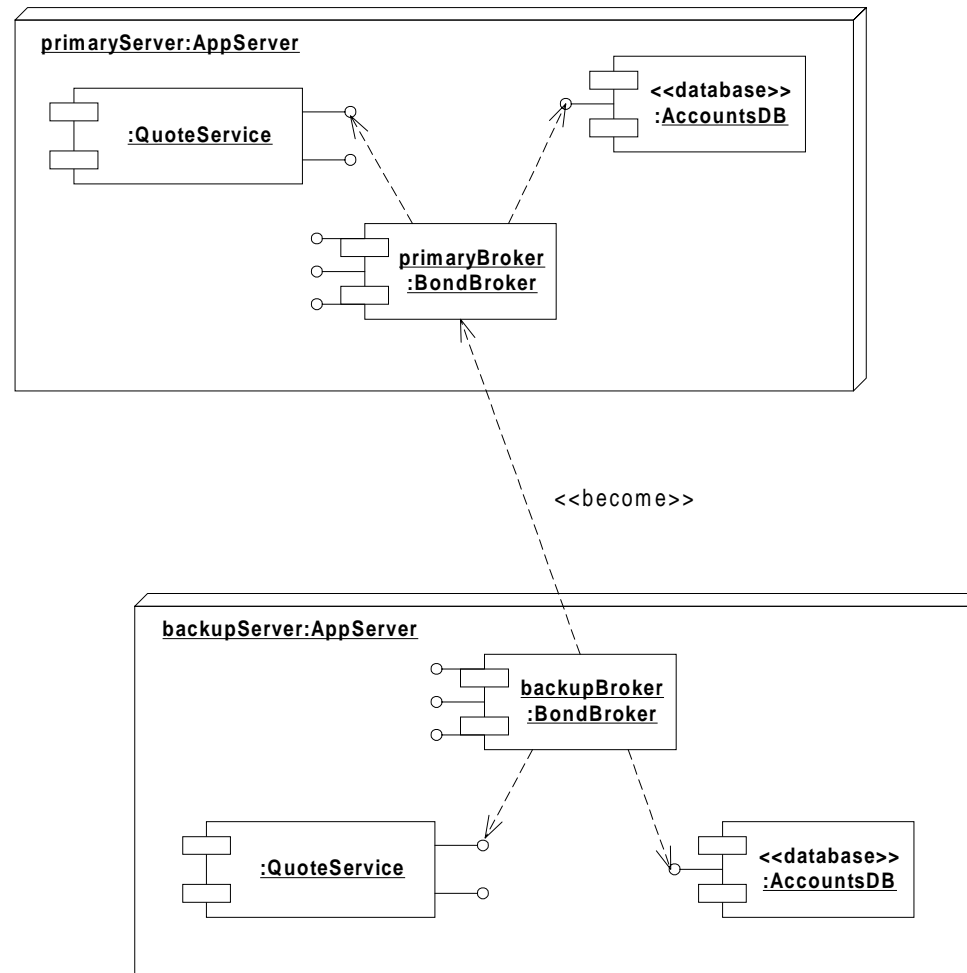 primaryServer:AppServer
:QuoteService
<<database>>
:AccountsDB
primaryBroker
:BondBroker
<<become>>
backupServer:AppServer
backupBroker
:BondBroker
:QuoteService
<<database>>
:AccountsDB